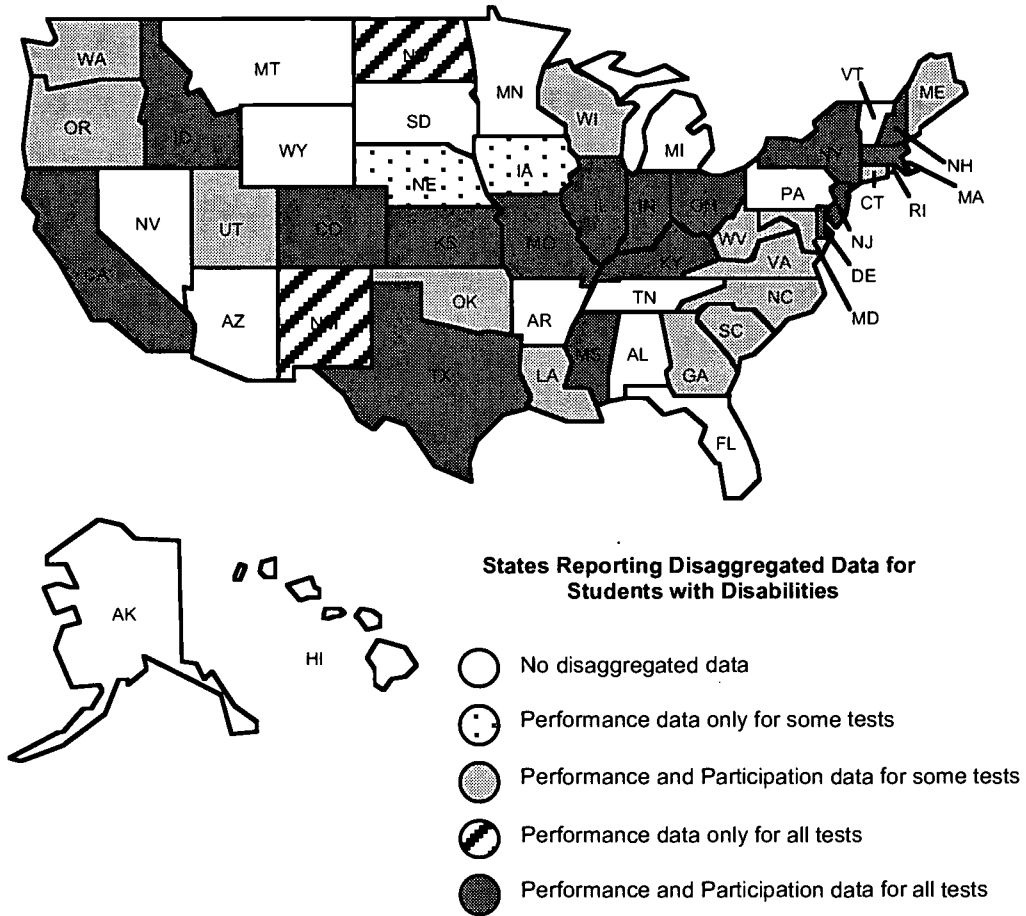 WA
MT
ND
MN
VT
ME
OR
ID
SD
WI
MI
NY
WY
NH
IA
NE
PA
CT
RI
MA
NV
UT
CO
IL
IN
OH
KS
MO
WV
NJ
CA
KY
VA
DE
OK
TN
NC
MD
AZ
NM
AR
SC
MS
AL
LA
GA
TX
FL
AK
HI
States Reporting Disaggregated Data for
Students with Disabilities
No disaggregated data
Performance data only for some tests
Performance and Participation data for some tests
Performance data only for all tests
Performance and Participation data for all tests